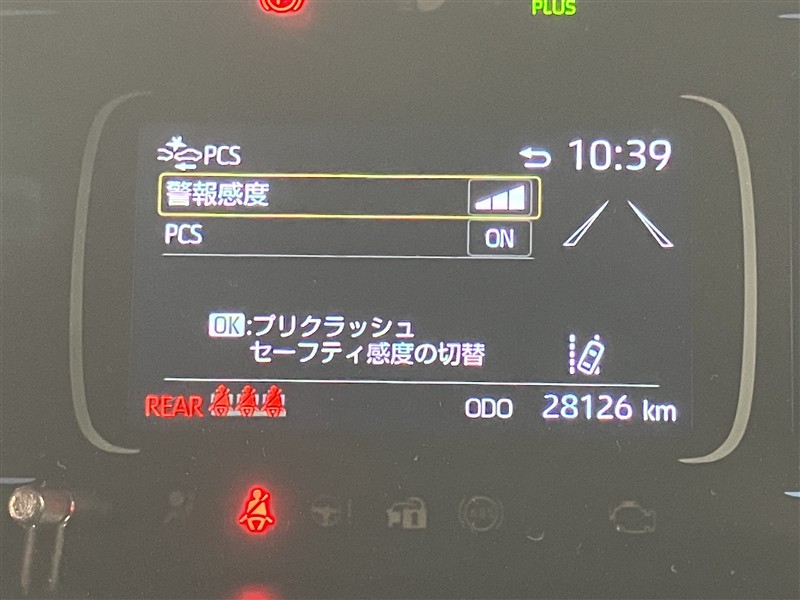 PLUS
PCS
10:39
警報感度
PCS
ON
OK:プリクラッシュ
セーフティ感度の切替
REAR
ODO 28126 km